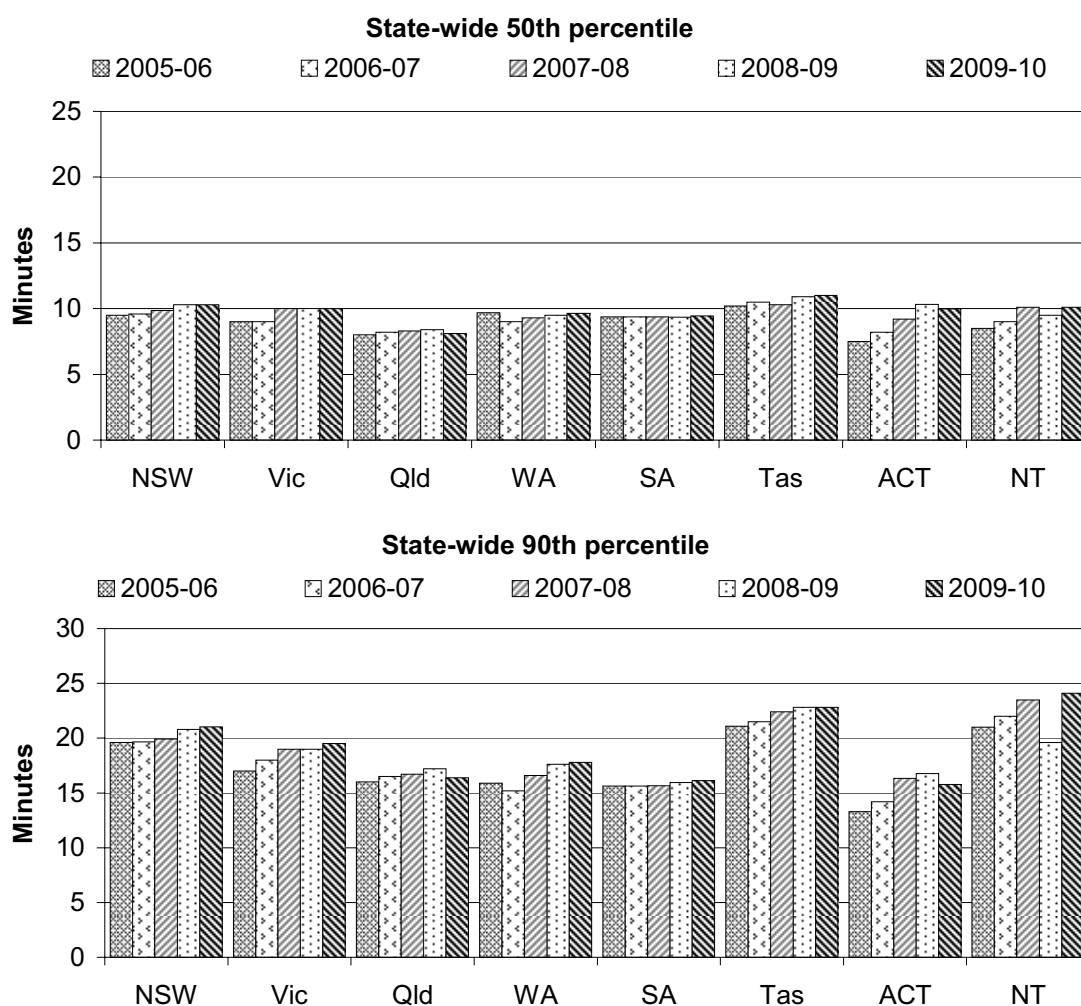 State-wide 50th percentile
2005-06 2006-07 2007-08 2008-09 2009-10
25
20
15
10
5
0
Minutes
NSW Vic Qld WA SA Tas ACT NT
State-wide 90th percentile
2005-06 2006-07 2007-08 2008-09 2009-10
30
25
20
15
10
5
0
Minutes
NSW Vic Qld WA SA Tas ACT NT